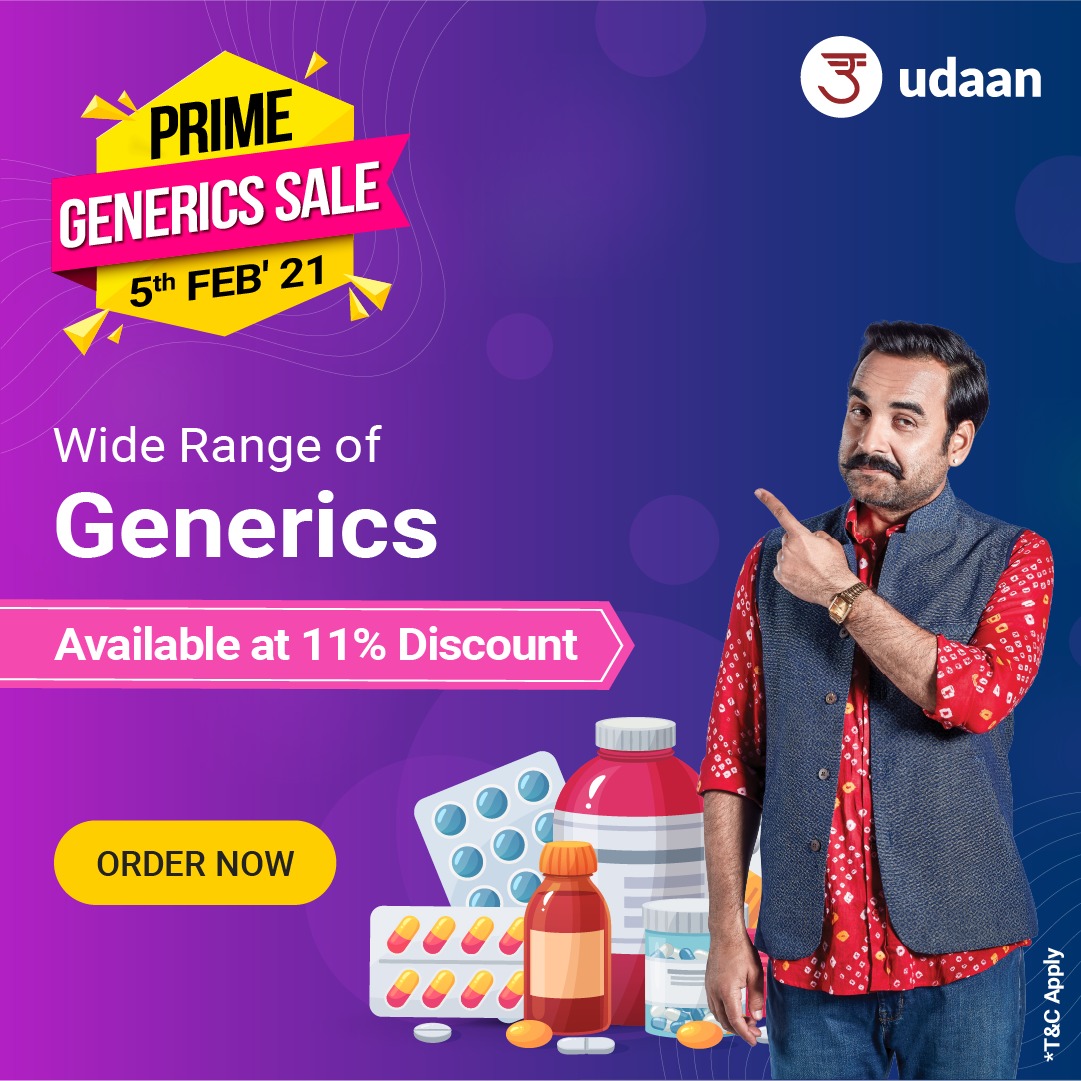 PRIME
GENERICS SALE
5th FEB' 21
उ udaan
Wide Range of
Generics
Available at 11% Discount
ORDER NOW
*T&C Apply